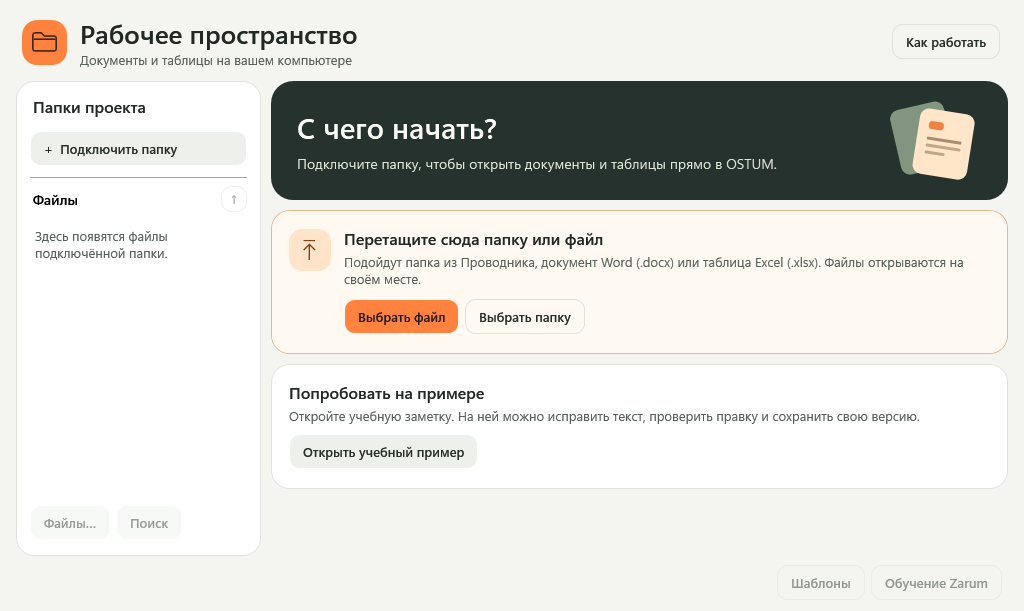 Рабочее пространство
Документы и таблицы на вашем компьютере
Как работать
Папки проекта
+ Подключить папку
Файлы
↑
Здесь появятся файлы
подключённой папки.
Файлы...
Поиск
С чего начать?
Подключите папку, чтобы открыть документы и таблицы прямо в OSTUM.
Перетащите сюда папку или файл
Подойдут папка из Проводника, документ Word (.docx) или таблица Excel (.xlsx). Файлы открываются на
своём месте.
Выбрать файл
Выбрать папку
Попробовать на примере
Откройте учебную заметку. На ней можно исправить текст, проверить правку и сохранить свою версию.
Открыть учебный пример
Шаблоны
Обучение Zarum